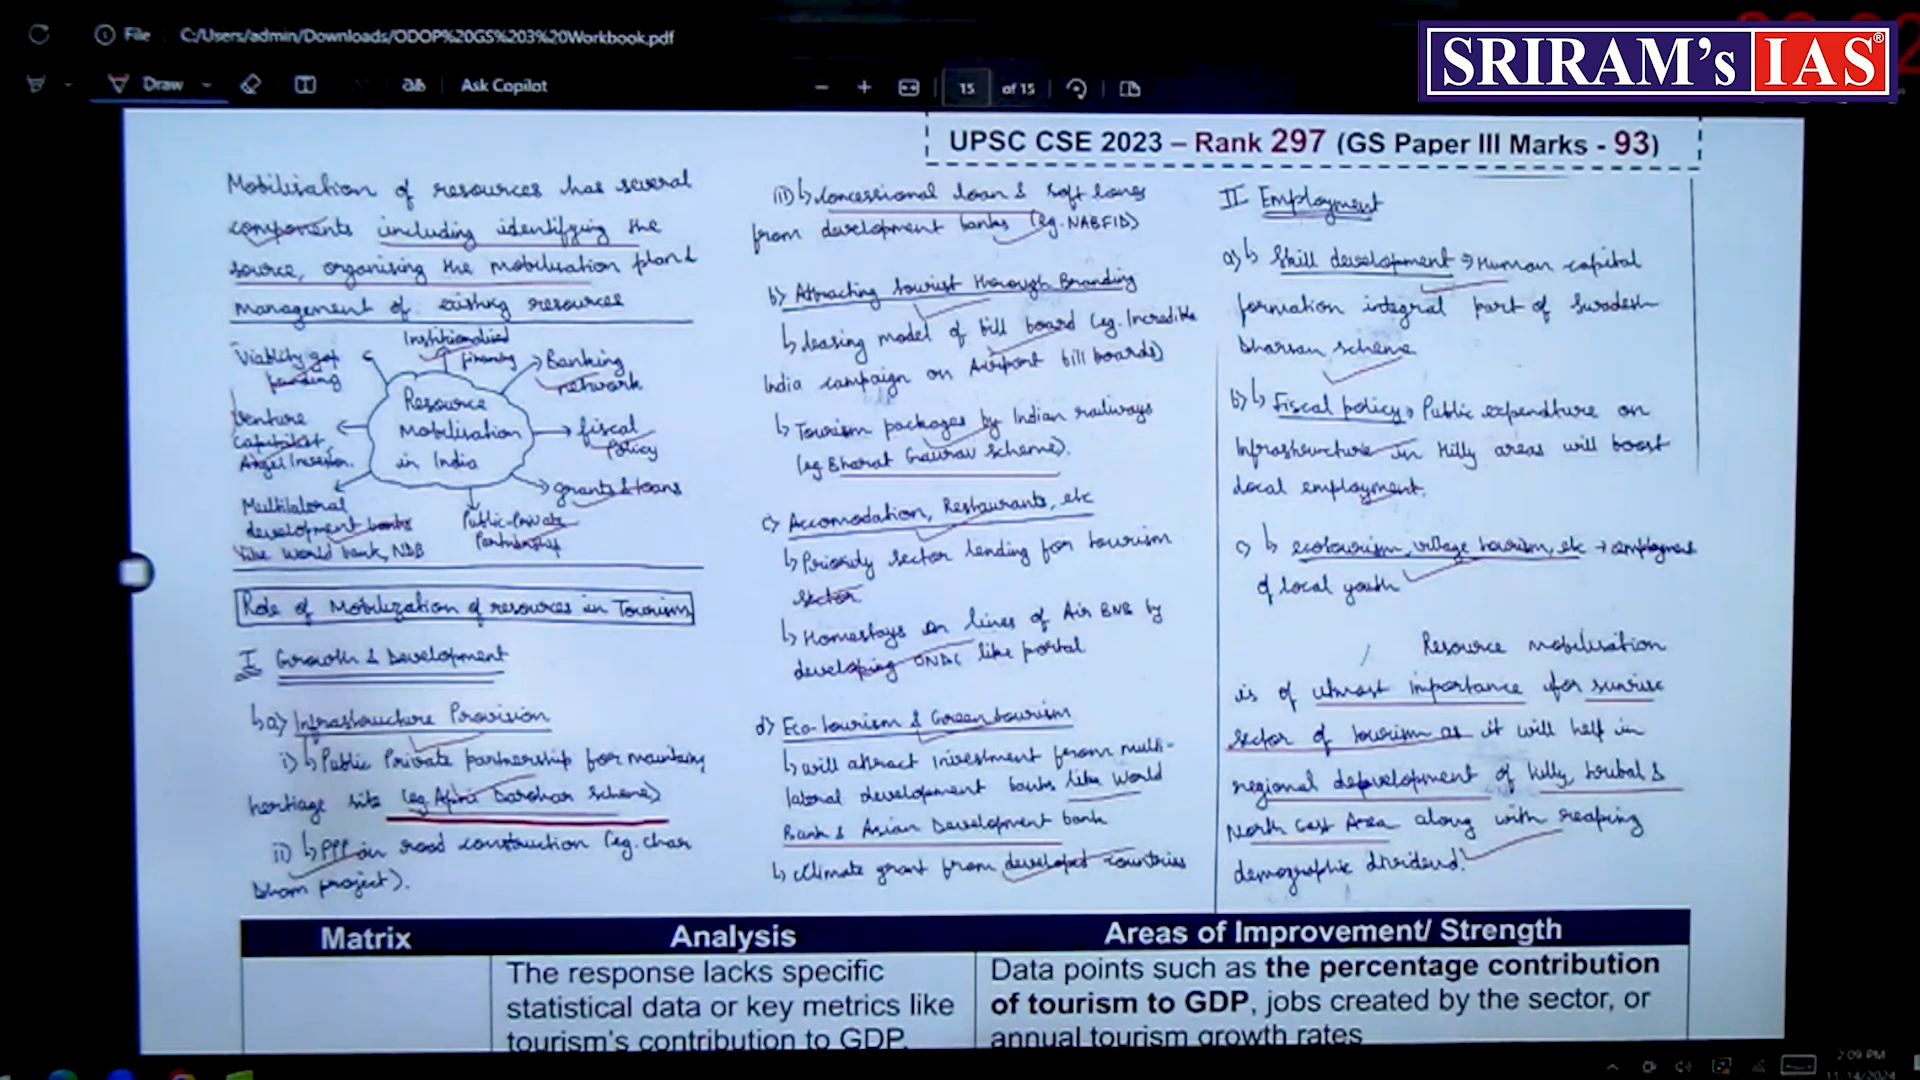 File
C:/Users/admin/Downloads/ODOP%20GS%203%20Workbook.pdf
SRIRAM's IAS
Draw
Ask Copilot
15 of 15
UPSC CSE 2023 – Rank 297 (GS Paper III Marks - 93)
Mobilisation of resources has several
components including identifying the
source, organising the mobilisation plan &
management of existing resources
Viability gap
funding
Institutionalised
financing
Banking
network
Venture
capitalist,
Angel Investor.
Resource
Mobilisation
in India
fiscal
Policy
grants & loans
Multilateral
development banks
like World bank, NDB
Public-Private
Partnership
Role of Mobilization of resources in Tourism
I Growth & Development
a) Infrastructure Provision
i) Public Private partnership for maintaing
heritage site (eg. Apni Darohar scheme)
ii) PPP in road construction (eg. char
Dham project).
iii) Concessional loan & soft loans
from development banks (eg. NABFID)
b) Attracting tourist through Branding
leasing model of bill board (eg. Incredible
India campaign on Airport bill boards)
Tourism packages by Indian railways
(eg Bharat Gaurav scheme).
c) Accomodation, Restaurants, etc
Priority sector lending for tourism
sector.
Homestays on lines of Air BNB by
developing ONDC like portal
d) Eco-tourism & Green tourism
will attract investment from multi-
lateral development banks like World
Bank & Asian Development bank
Climate grant from developed countries
II Employment
a) Skill development → Human capital
formation integral part of Swadesh
Dharsan scheme
b) Fiscal policy → Public expenditure on
Infrastructure in Hilly areas will boost
local employment.
c) ecotourism, village tourism, etc → employment
of local youth
Resource mobilisation
is of utmost importance for sunrise
sector of tourism as it will help in
regional depvelopment of hilly, tribal &
North East Area along with reaping
demographic dividend.
Matrix Analysis Areas of Improvement/ Strength
The response lacks specific
statistical data or key metrics like
tourism's contribution to GDP.
Data points such as the percentage contribution
of tourism to GDP, jobs created by the sector, or
annual tourism growth rates
2:09 PM
11/14/2024